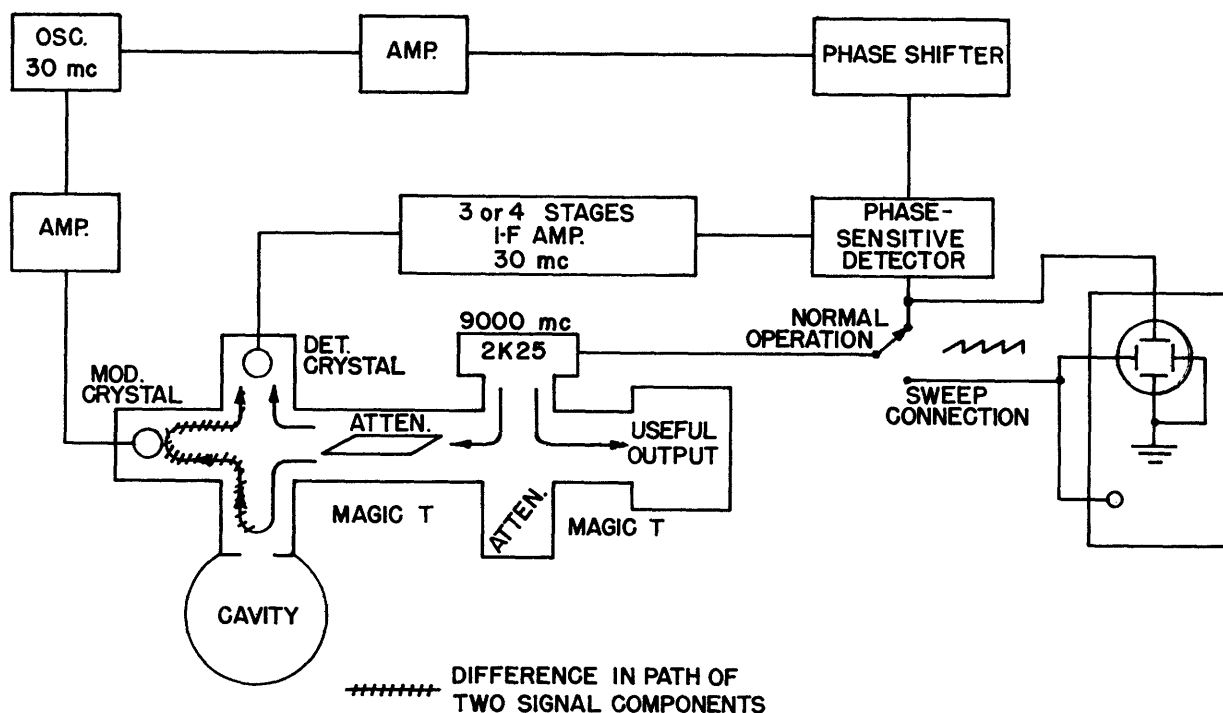 OSC.
30 mc
AMP.
PHASE SHIFTER
AMP.
3 or 4 STAGES
I-F AMP.
30 mc
PHASE-
SENSITIVE
DETECTOR
9000 mc
2K25
NORMAL
OPERATION
DET.
CRYSTAL
MOD.
CRYSTAL
ATTEN.
USEFUL
OUTPUT
SWEEP
CONNECTION
MAGIC T
ATTEN.
MAGIC T
CAVITY
DIFFERENCE IN PATH OF
TWO SIGNAL COMPONENTS